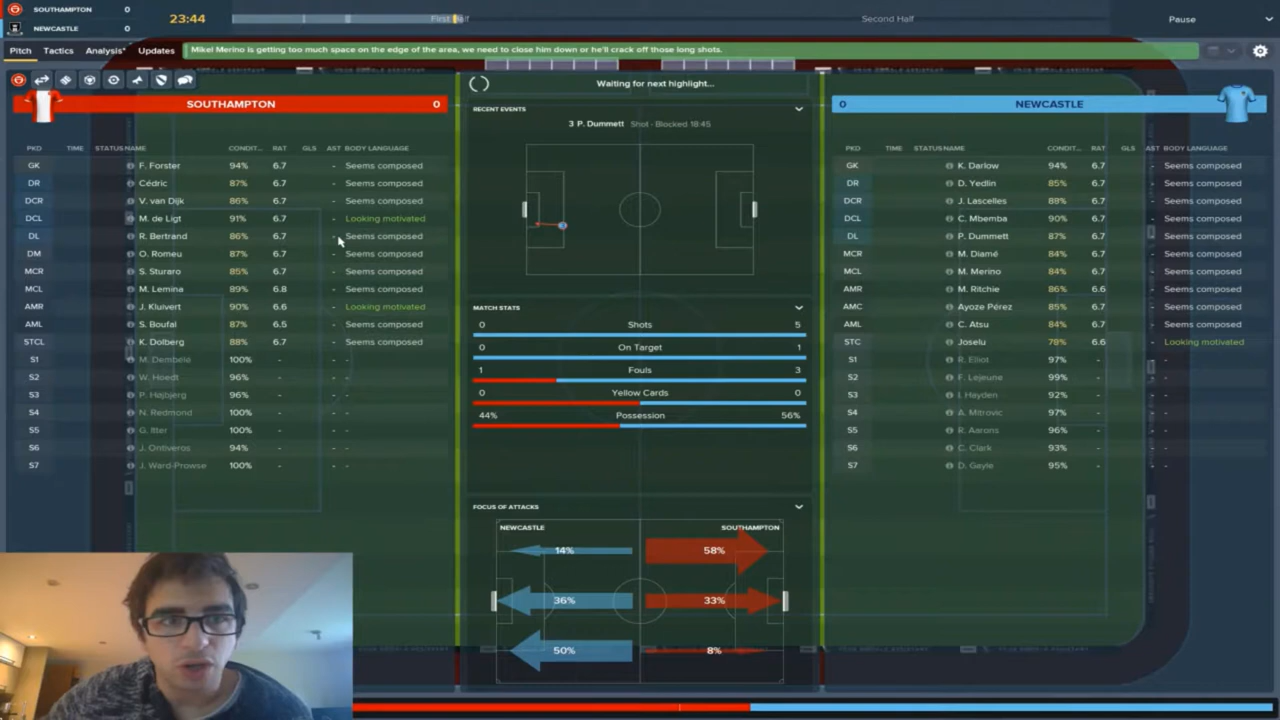 SOUTHAMPTON 0
NEWCASTLE 0
23:44
First Half
Second Half
Pause
Pitch Tactics Analysis* Updates
Mikel Merino is getting too much space on the edge of the area, we need to close him down or he'll crack off those long shots.
SOUTHAMPTON 0
PKD TIME STATUS NAME CONDIT... RAT GLS AST BODY LANGUAGE
GK F. Forster 94% 6.7 - Seems composed
DR Cédric 87% 6.7 - Seems composed
DCR V. van Dijk 86% 6.7 - Seems composed
DCL M. de Ligt 91% 6.7 - Looking motivated
DL R. Bertrand 86% 6.7 - Seems composed
DM O. Romeu 87% 6.7 - Seems composed
MCR S. Sturaro 85% 6.7 - Seems composed
MCL M. Lemina 89% 6.8 - Seems composed
AMR J. Kluivert 90% 6.6 - Looking motivated
AML S. Boufal 87% 6.5 - Seems composed
STCL K. Dolberg 88% 6.7 - Seems composed
S1 M. Dembélé 100% - - -
S2 W. Hoedt 96% - - -
S3 P. Højbjerg 96% - - -
S4 N. Redmond 100% - - -
S5 G. Itter 100% - - -
S6 J. Ontiveros 94% - - -
S7 J. Ward-Prowse 100% - - -
Waiting for next highlight...
RECENT EVENTS
3 P. Dummett Shot - Blocked 18:45
MATCH STATS
0 Shots 5
0 On Target 1
1 Fouls 3
0 Yellow Cards 0
44% Possession 56%
FOCUS OF ATTACKS
NEWCASTLE SOUTHAMPTON
14% 58%
36% 33%
50% 8%
0 NEWCASTLE
PKD TIME STATUS NAME CONDIT... RAT GLS AST BODY LANGUAGE
GK K. Darlow 94% 6.7 - Seems composed
DR D. Yedlin 85% 6.7 - Seems composed
DCR J. Lascelles 88% 6.7 - Seems composed
DCL C. Mbemba 90% 6.7 - Seems composed
DL P. Dummett 87% 6.7 - Seems composed
MCR M. Diamé 84% 6.7 - Seems composed
MCL M. Merino 84% 6.7 - Seems composed
AMR M. Ritchie 86% 6.6 - Seems composed
AMC Ayoze Pérez 85% 6.7 - Seems composed
AML C. Atsu 84% 6.7 - Seems composed
STC Joselu 78% 6.6 - Looking motivated
S1 R. Eliot 97% - - -
S2 F. Lejeune 99% - - -
S3 I. Hayden 92% - - -
S4 A. Mitrovic 97% - - -
S5 R. Aarons 96% - - -
S6 C. Clark 93% - - -
S7 D. Gayle 95% - - -